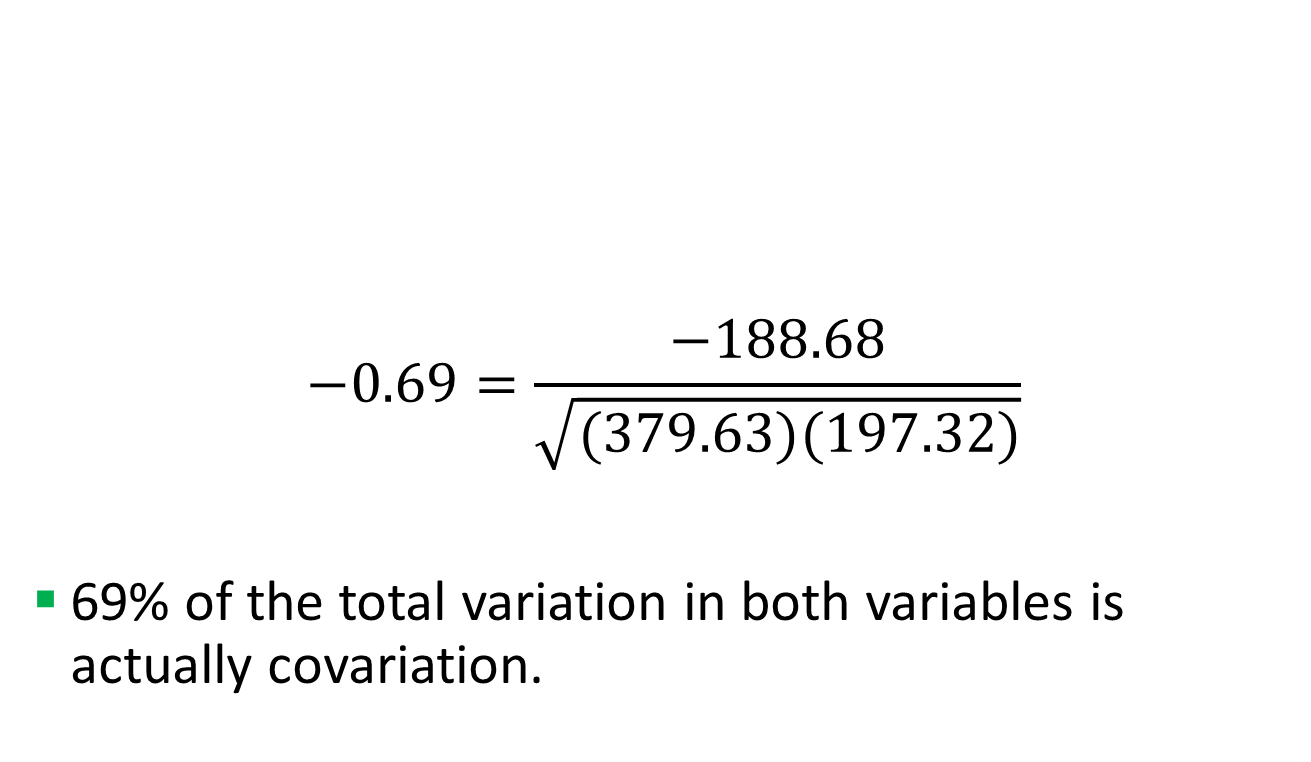 −0.69 = −188.68 / √(379.63)(197.32)
▪ 69% of the total variation in both variables is
actually covariation.